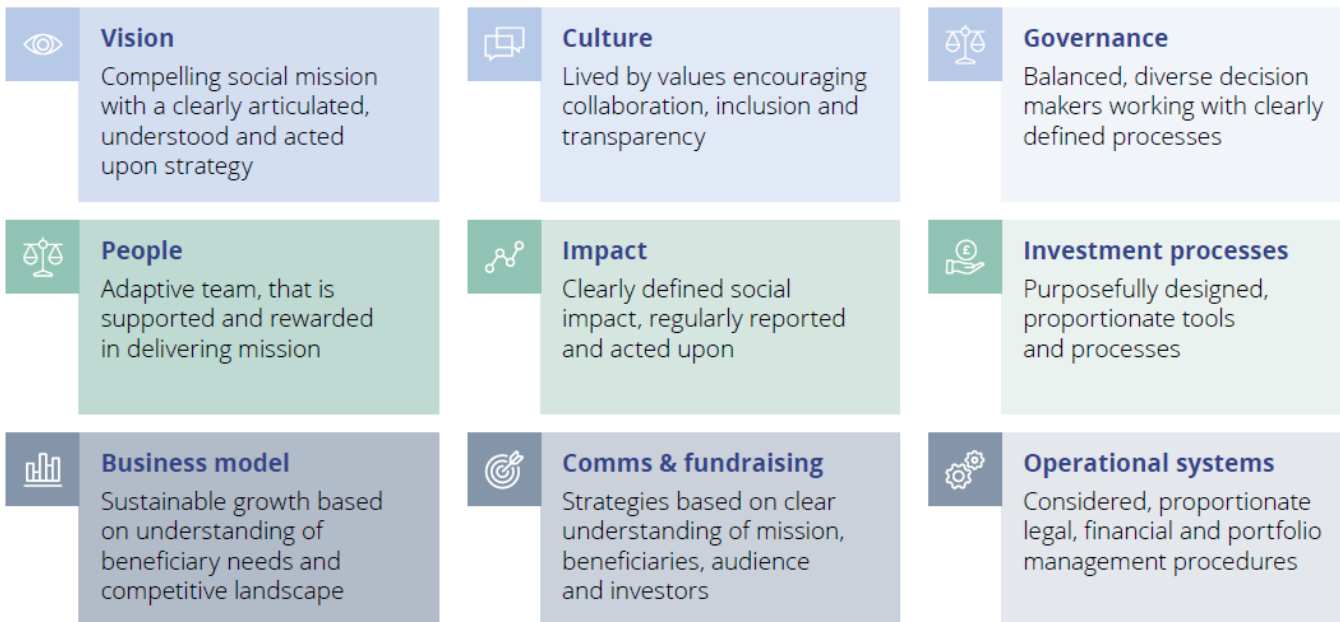 Vision
Compelling social mission
with a clearly articulated,
understood and acted
upon strategy
Culture
Lived by values encouraging
collaboration, inclusion and
transparency
Governance
Balanced, diverse decision
makers working with clearly
defined processes
People
Adaptive team, that is
supported and rewarded
in delivering mission
Impact
Clearly defined social
impact, regularly reported
and acted upon
£
Investment processes
Purposefully designed,
proportionate tools
and processes
Business model
Sustainable growth based
on understanding of
beneficiary needs and
competitive landscape
Comms & fundraising
Strategies based on clear
understanding of mission,
beneficiaries, audience
and investors
Operational systems
Considered, proportionate
legal, financial and portfolio
management procedures